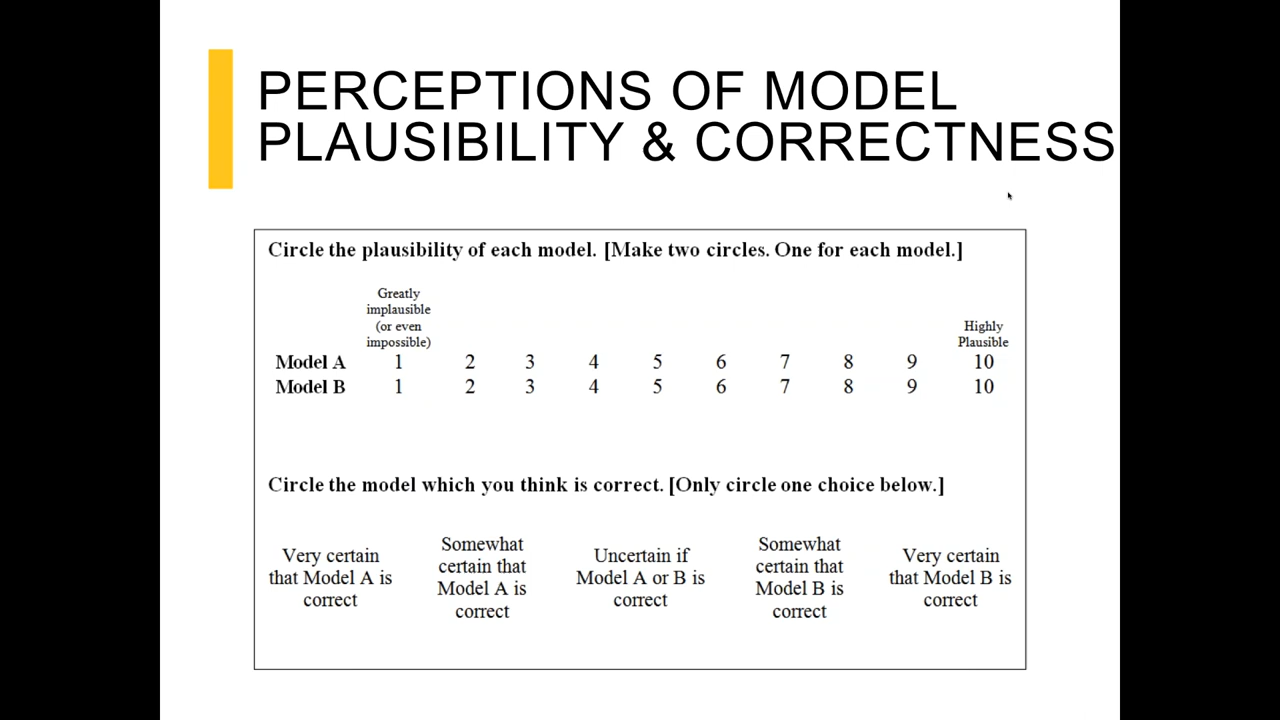 PERCEPTIONS OF MODEL
PLAUSIBILITY & CORRECTNESS
Circle the plausibility of each model. [Make two circles. One for each model.]
Greatly
implausible
(or even
impossible)
Highly
Plausible
Model A 1 2 3 4 5 6 7 8 9 10
Model B 1 2 3 4 5 6 7 8 9 10
Circle the model which you think is correct. [Only circle one choice below.]
Very certain
that Model A is
correct
Somewhat
certain that
Model A is
correct
Uncertain if
Model A or B is
correct
Somewhat
certain that
Model B is
correct
Very certain
that Model B is
correct